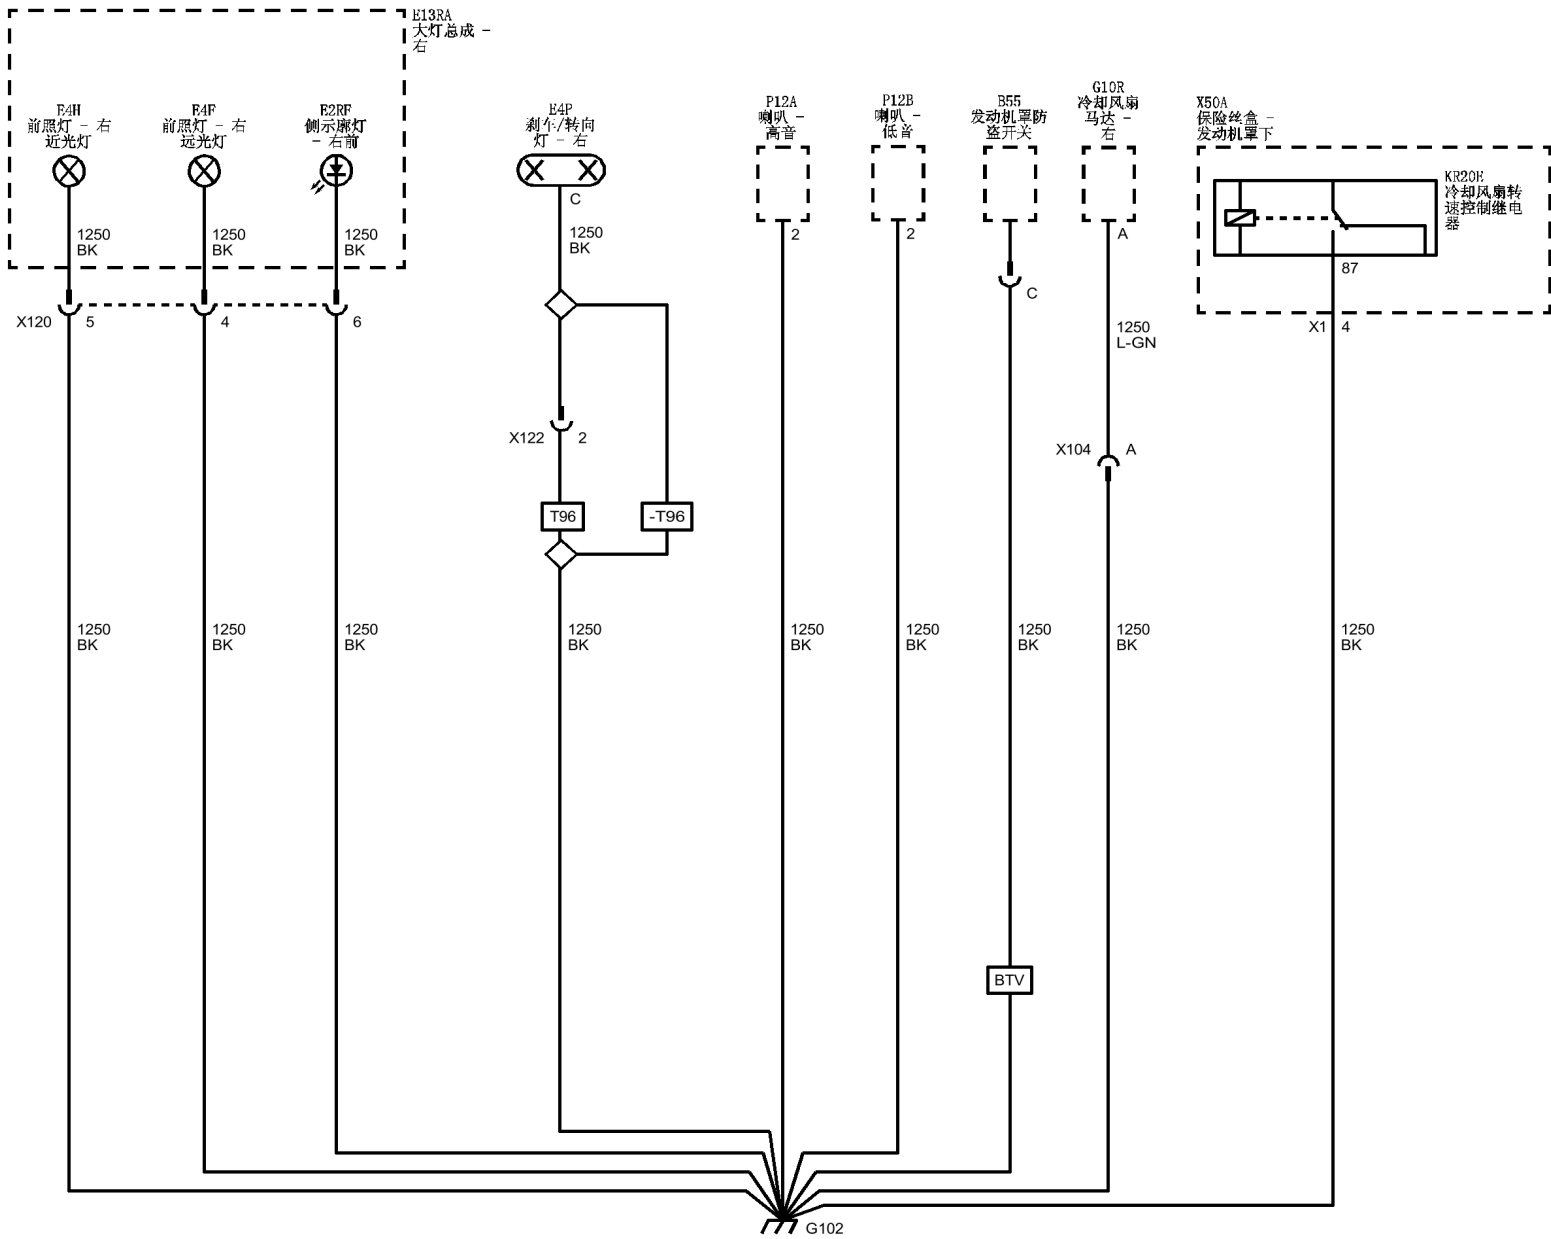 E13RA
大灯总成 -
右
E4H
前照灯 - 右
近光灯
E4F
前照灯 - 右
远光灯
E2RF
侧示廓灯
- 右前
E4P
刹车/转向
灯 - 右
P12A
喇叭 -
高音
P12B
喇叭 -
低音
B55
发动机罩防
盗开关
G10R
冷却风扇
马达 -
右
X50A
保险丝盒 -
发动机罩下
KR20H
冷却风扇转
速控制继电
器
C
2
2
A
1250
BK
1250
BK
1250
BK
1250
BK
87
C
X120
5
4
6
1250
L-GN
X1
4
X122
2
X104
A
T96
-T96
1250
BK
1250
BK
1250
BK
1250
BK
1250
BK
1250
BK
1250
BK
1250
BK
1250
BK
BTV
G102